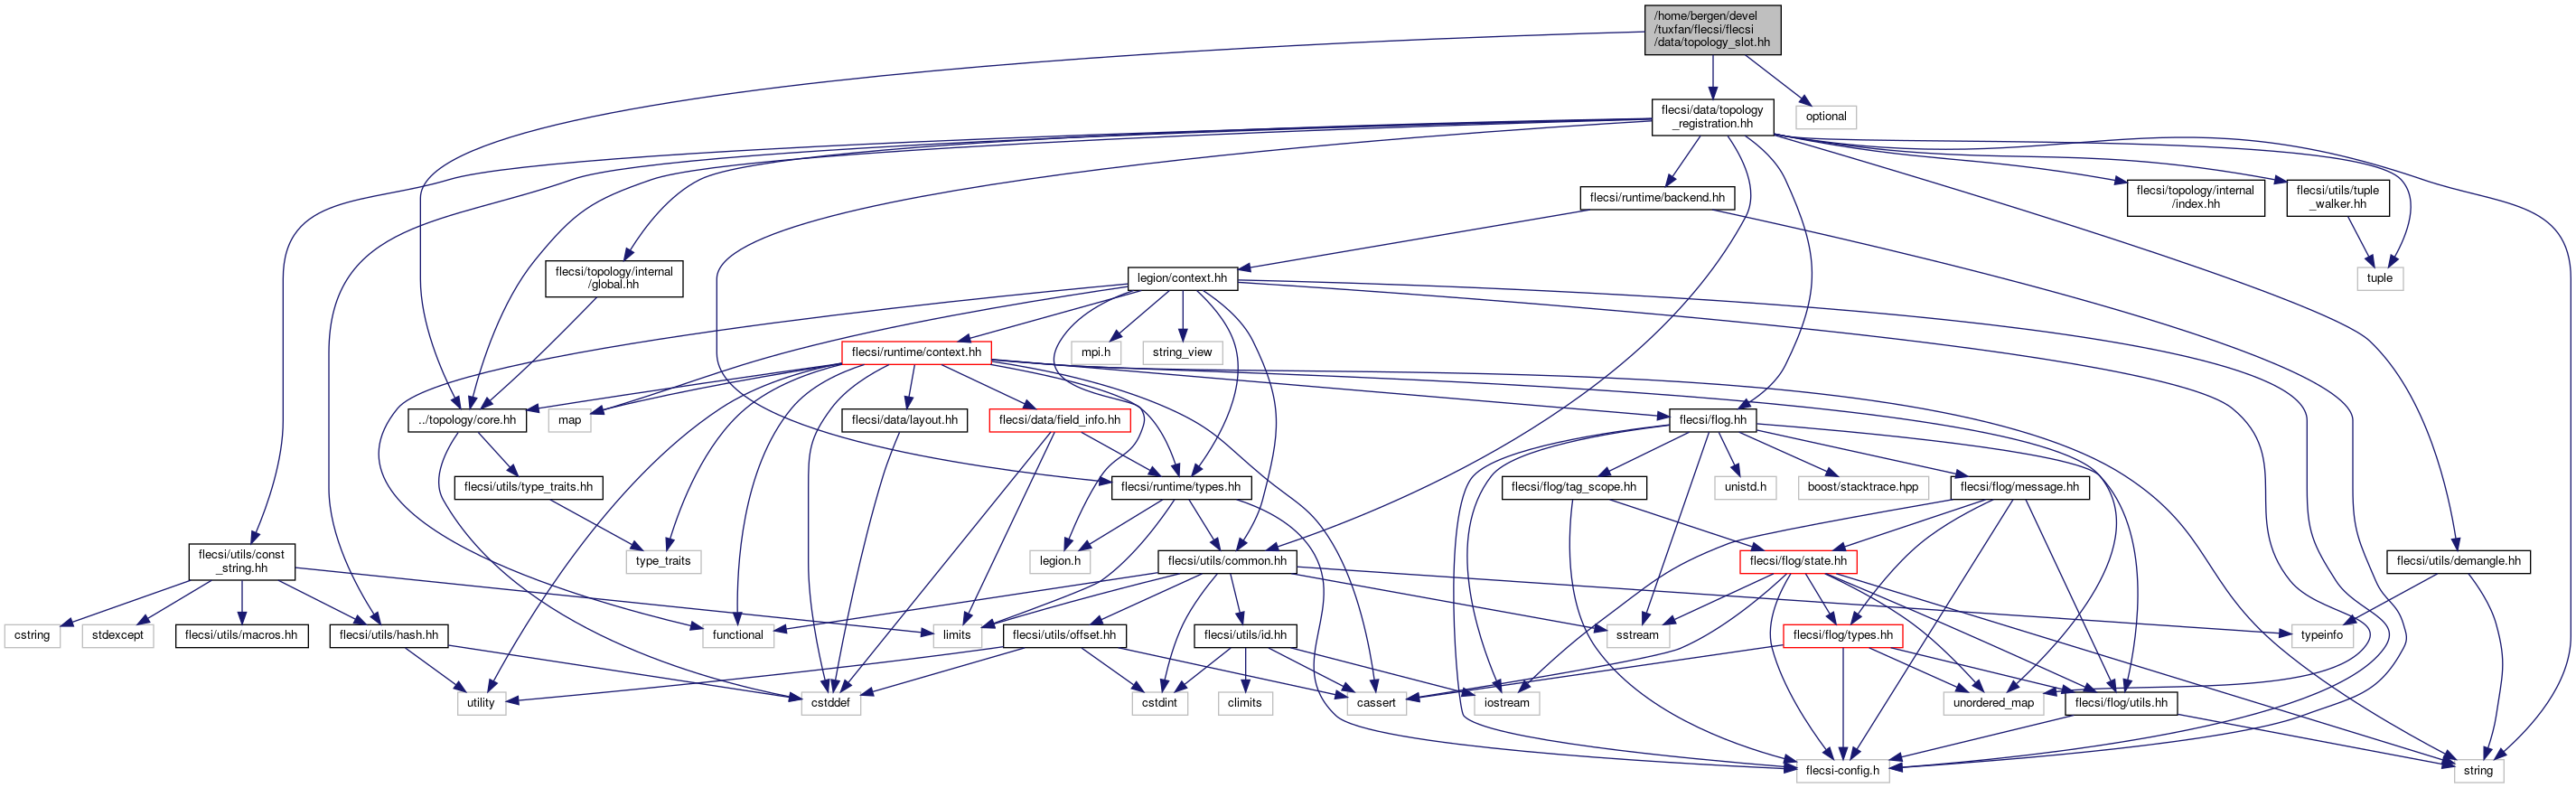 /home/bergen/devel
/tuxfan/flecsi/flecsi
/data/topology_slot.hh
flecsi/data/topology
_registration.hh
optional
flecsi/runtime/backend.hh
flecsi/topology/internal
/index.hh
flecsi/utils/tuple
_walker.hh
flecsi/topology/internal
/global.hh
legion/context.hh
tuple
flecsi/runtime/context.hh
mpi.h
string_view
../topology/core.hh
map
flecsi/data/layout.hh
flecsi/data/field_info.hh
flecsi/flog.hh
flecsi/utils/type_traits.hh
flecsi/runtime/types.hh
flecsi/flog/tag_scope.hh
unistd.h
boost/stacktrace.hpp
flecsi/flog/message.hh
flecsi/utils/const
_string.hh
type_traits
legion.h
flecsi/utils/common.hh
flecsi/flog/state.hh
flecsi/utils/demangle.hh
cstring
stdexcept
flecsi/utils/macros.hh
flecsi/utils/hash.hh
functional
limits
flecsi/utils/offset.hh
flecsi/utils/id.hh
sstream
flecsi/flog/types.hh
typeinfo
utility
cstddef
cstdint
climits
cassert
iostream
unordered_map
flecsi/flog/utils.hh
flecsi-config.h
string